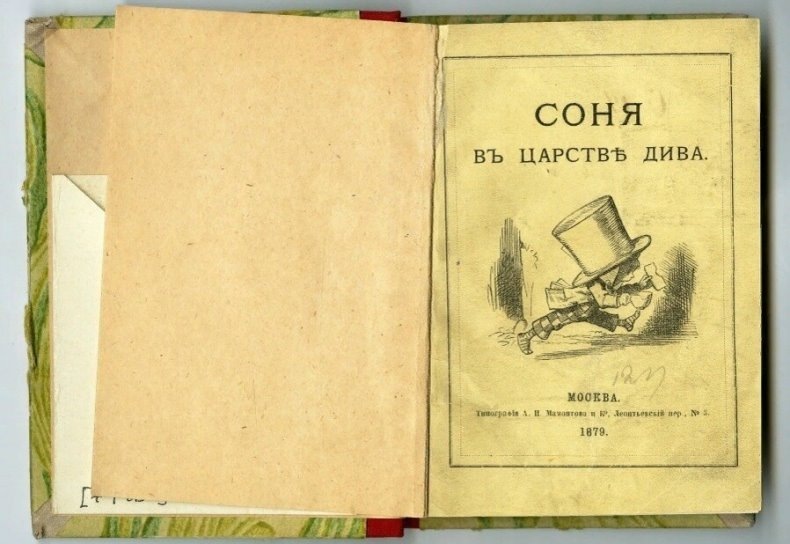 СОНЯ
ВЪ ЦАРСТВѢ ДИВА.
МОСКВА.
Типографія А. И. Мамонтова и Ко, Леонтьевскій пер., № 5.
1879.